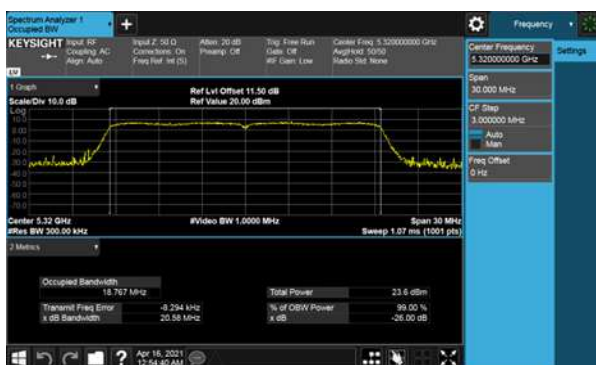 Spectrum Analyzer 1
Occupied BW
+
Frequency
KEYSIGHT
Input: RF
Coupling: AC
Align: Auto
Input Z: 50 Ω
Corrections: On
Freq Ref: Int (S)
Atten: 20 dB
Preamp: Off
Trig: Free Run
Gate: Off
#IF Gain: Low
Center Freq: 5.320000000 GHz
Avg|Hold: 50/50
Radio Std: None
Center Frequency
5.320000000 GHz
Settings
Span
30.000 MHz
CF Step
3.000000 MHz
Auto
Man
Freq Offset
0 Hz
1 Graph
Scale/Div 10.0 dB
Ref Lvl Offset 11.50 dB
Ref Value 20.00 dBm
Log
10.0
0.00
Center 5.32 GHz
#Res BW 300.00 kHz
#Video BW 1.0000 MHz
Span 30 MHz
Sweep 1.07 ms (1001 pts)
2 Metrics
Occupied Bandwidth
18.767 MHz
Total Power
23.6 dBm
Transmit Freq Error
-8.294 kHz
% of OBW Power
99.00 %
x dB Bandwidth
20.58 MHz
x dB
-26.00 dB
?
Apr 16, 2021
12:54:40 AM